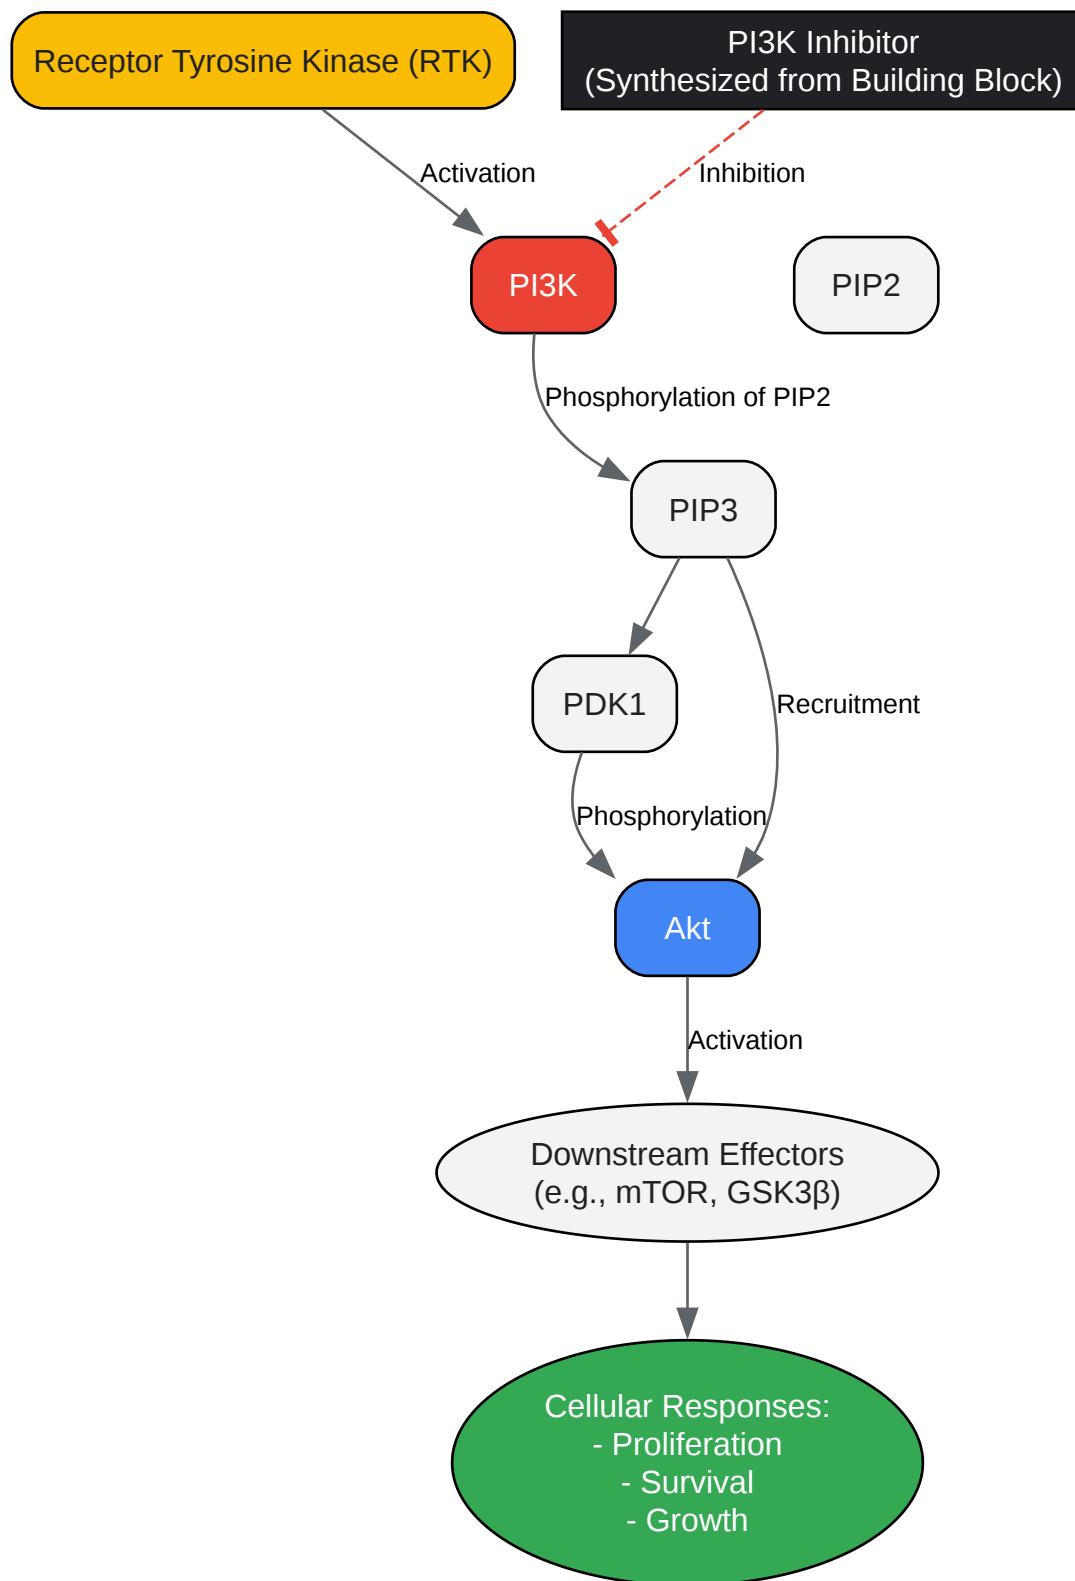 Receptor Tyrosine Kinase (RTK)
PI3K Inhibitor
(Synthesized from Building Block)
Activation
Inhibition
PI3K
PIP2
Phosphorylation of PIP2
PIP3
PDK1
Recruitment
Phosphorylation
Akt
Activation
Downstream Effectors
(e.g., mTOR, GSK3β)
Cellular Responses:
- Proliferation
- Survival
- Growth